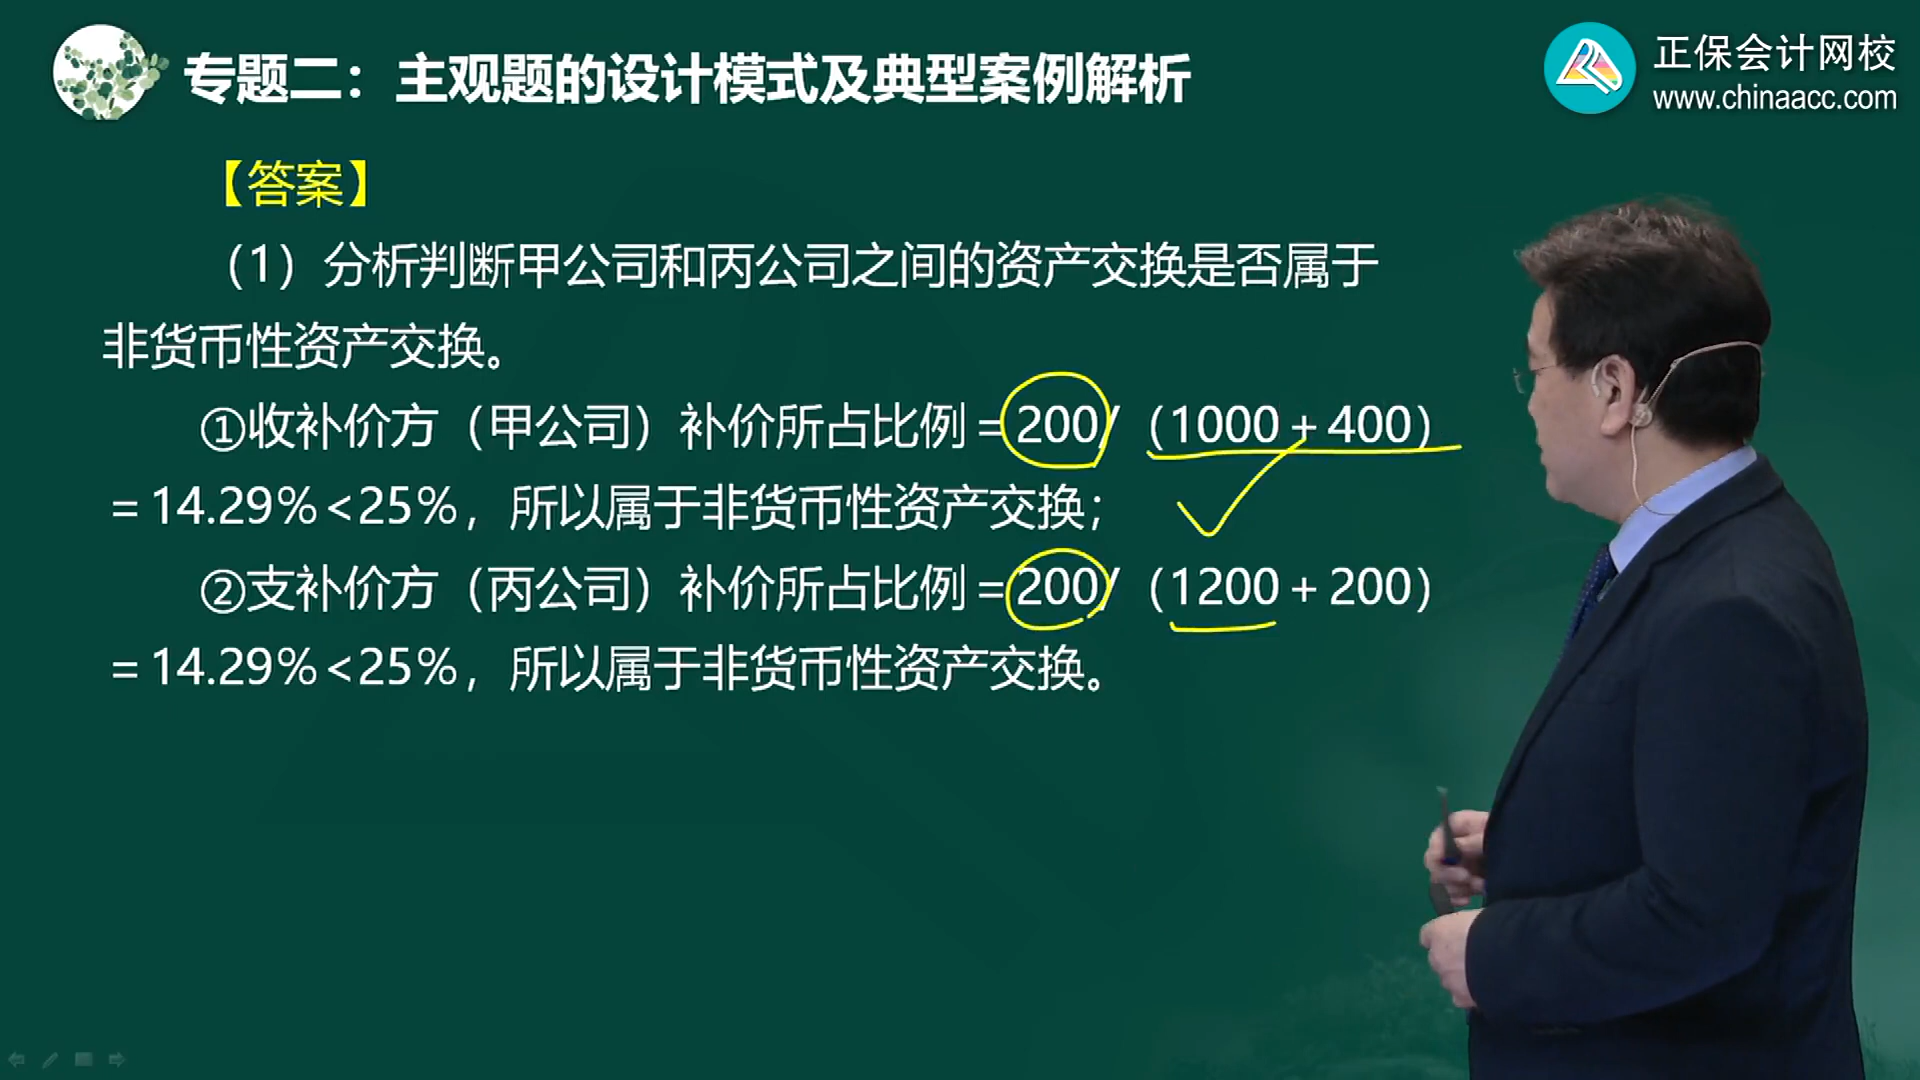 专题二：主观题的设计模式及典型案例解析
正保会计网校
www.chinaacc.com
【答案】
（1）分析判断甲公司和丙公司之间的资产交换是否属于
非货币性资产交换。
①收补价方（甲公司）补价所占比例＝200/（1000＋400）
＝14.29%＜25%，所以属于非货币性资产交换；
②支补价方（丙公司）补价所占比例＝200/（1200＋200）
＝14.29%＜25%，所以属于非货币性资产交换。